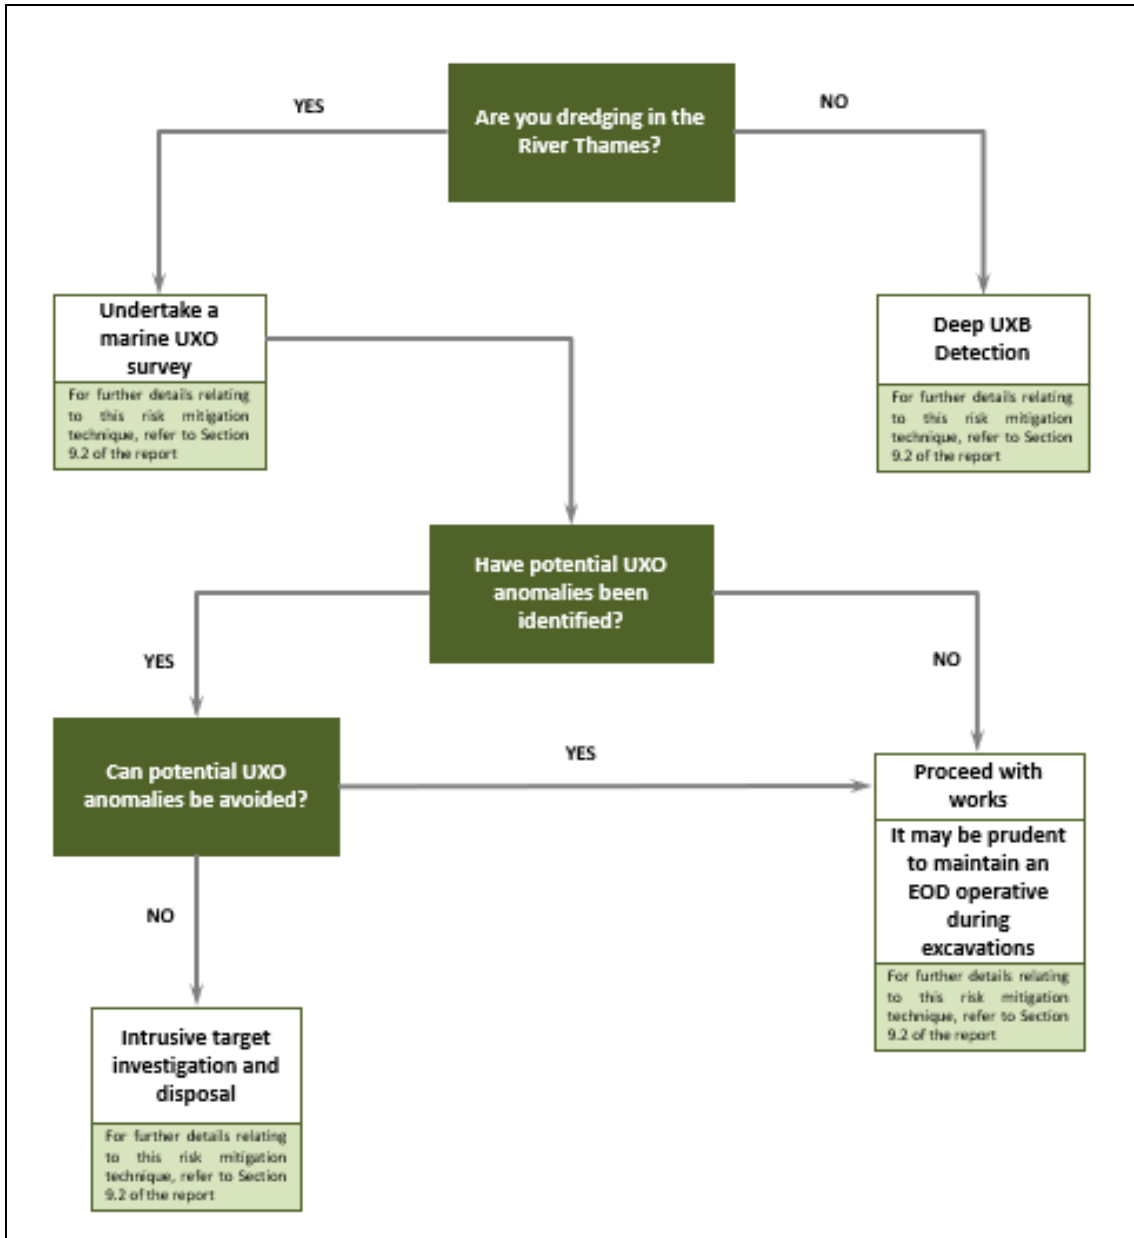 YES
Are you dredging in the
River Thames?
NO
Undertake a
marine UXO
survey
For further details relating
to this risk mitigation
technique, refer to Section
9.2 of the report
Deep UXB
Detection
For further details relating
to this risk mitigation
technique, refer to Section
9.2 of the report
Have potential UXO
anomalies been
identified?
YES
NO
Can potential UXO
anomalies be avoided?
YES
Proceed with
works
It may be prudent
to maintain an
EOD operative
during
excavations
For further details relating
to this risk mitigation
technique, refer to Section
9.2 of the report
NO
Intrusive target
investigation and
disposal
For further details relating
to this risk mitigation
technique, refer to Section
9.2 of the report